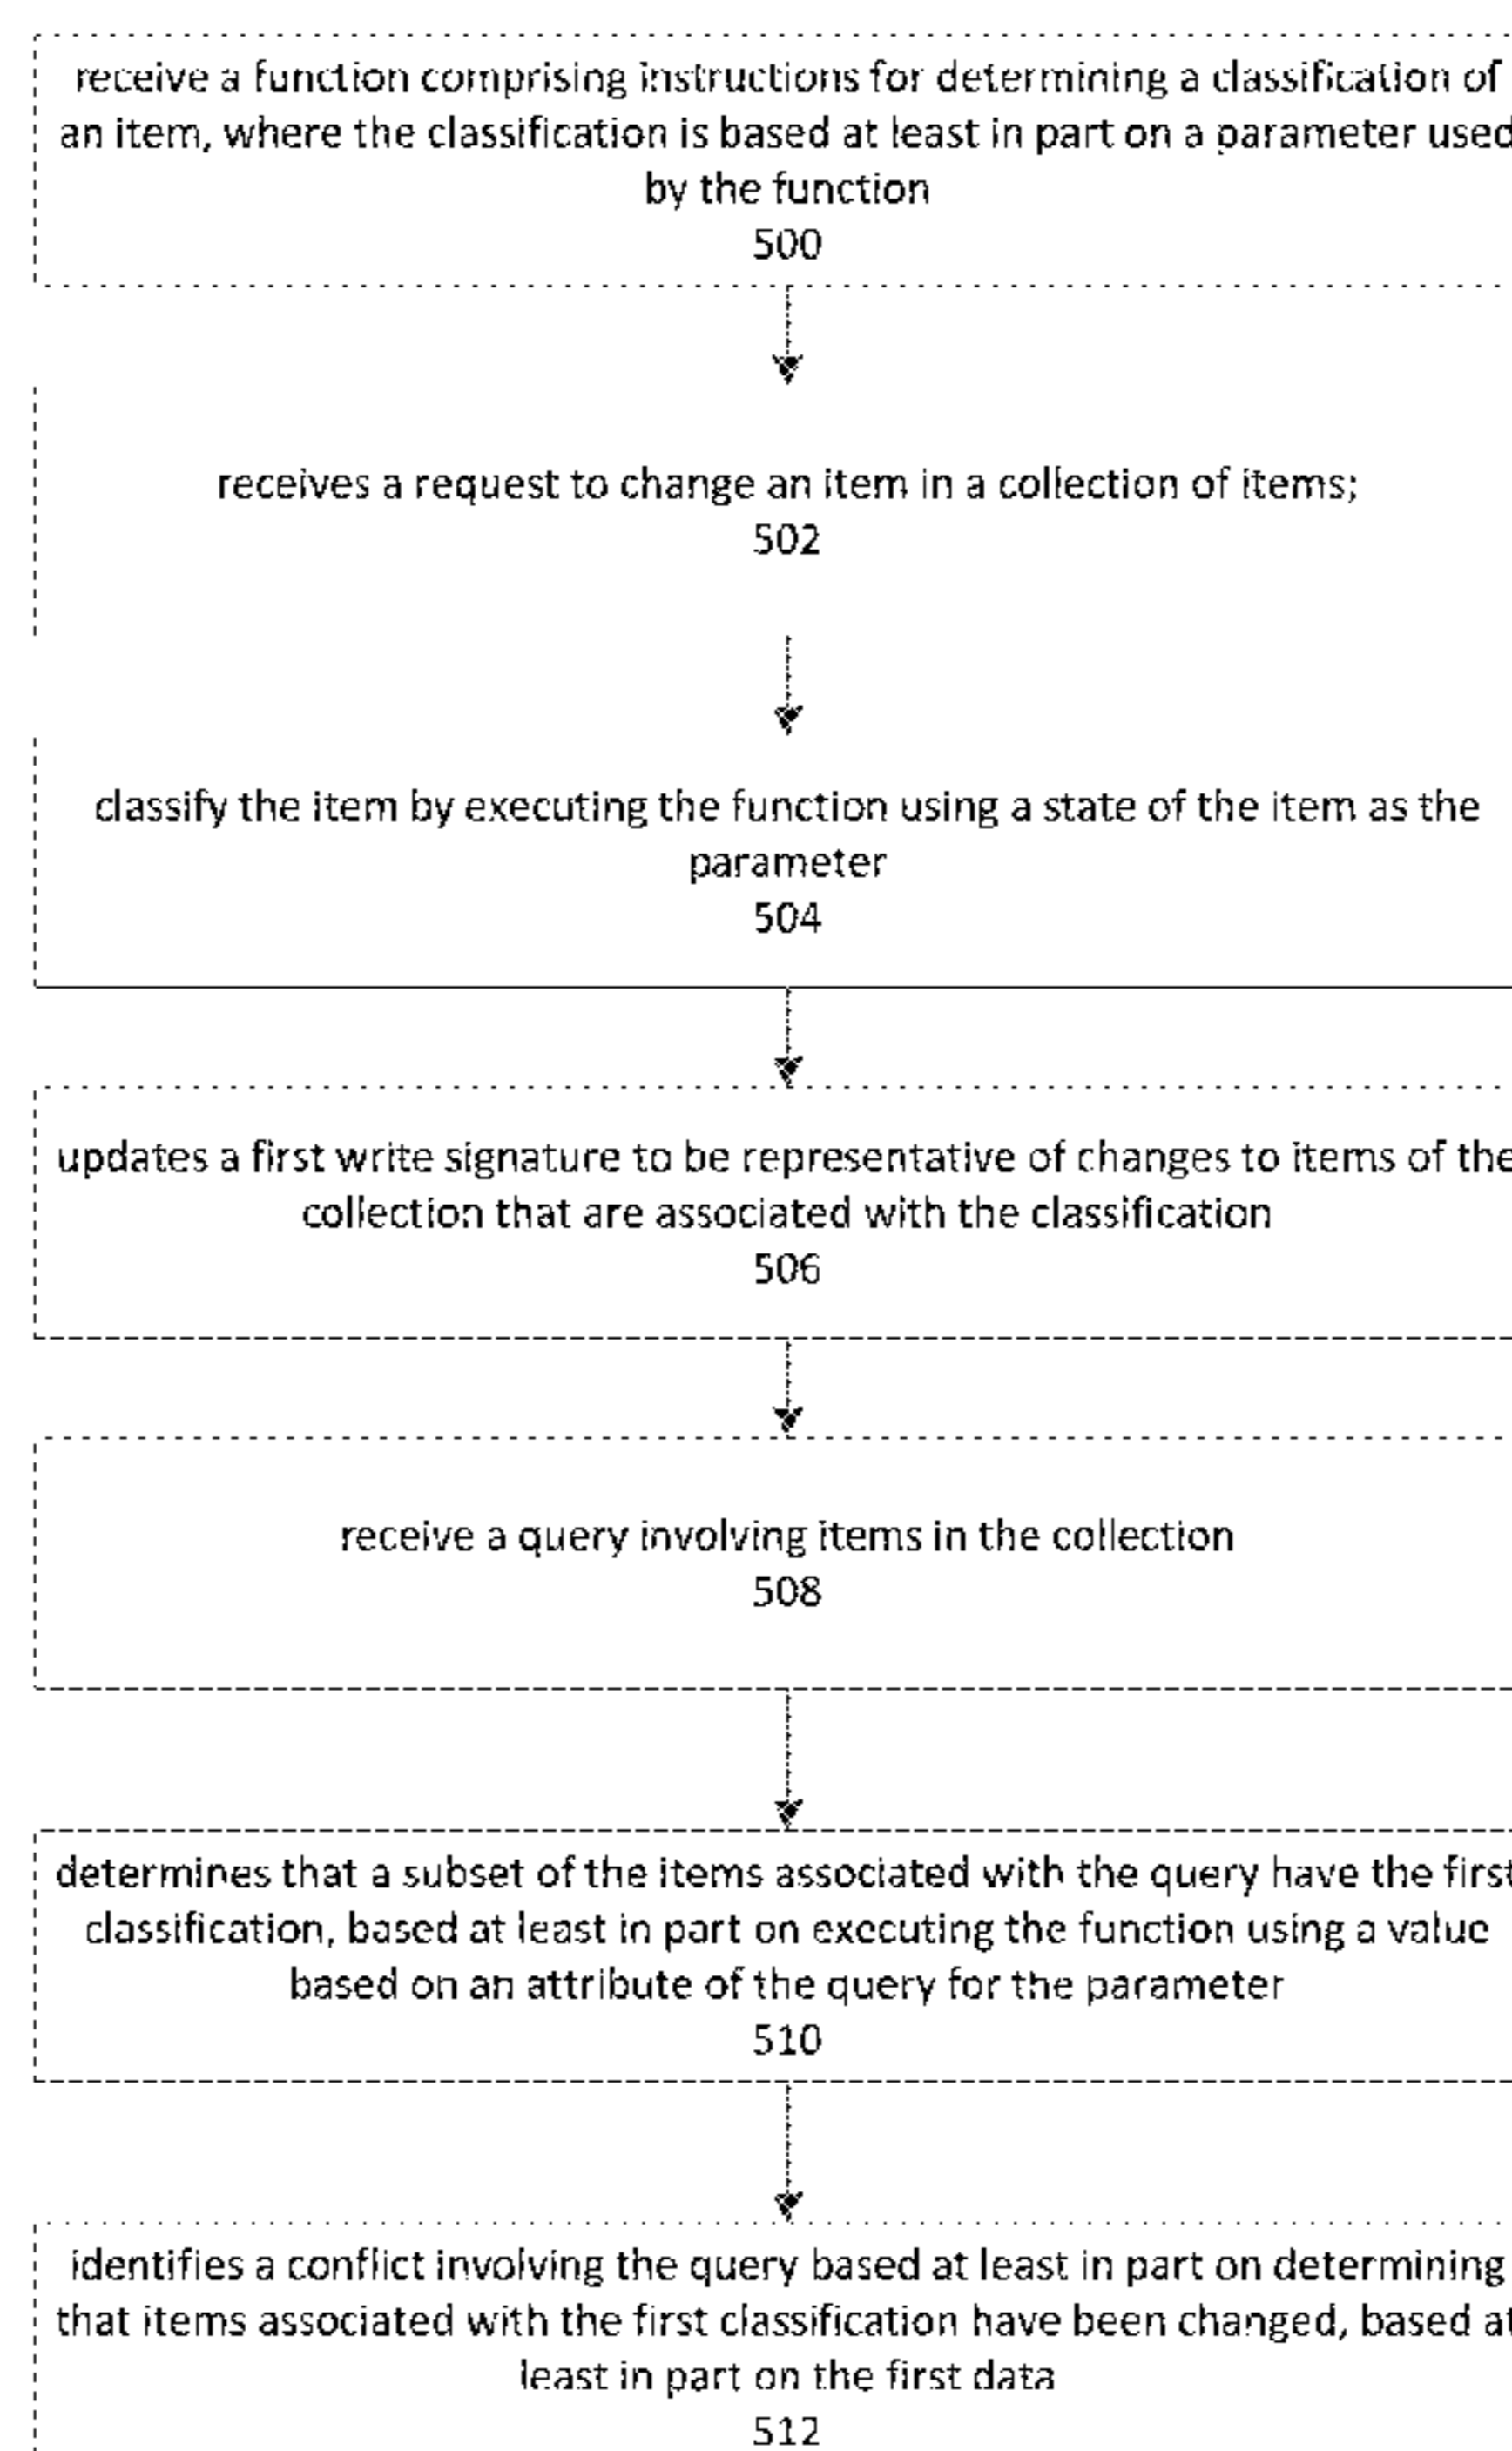 receive a function comprising instructions for determining a classification of
an item, where the classification is based at least in part on a parameter used
by the function
500
receives a request to change an item in a collection of items;
502
classify the item by executing the function using a state of the item as the
parameter
504
updates a first write signature to be representative of changes to items of the
collection that are associated with the classification
506
receive a query involving items in the collection
508
determines that a subset of the items associated with the query have the first
classification, based at least in part on executing the function using a value
based on an attribute of the query for the parameter
510
identifies a conflict involving the query based at least in part on determining
that items associated with the first classification have been changed, based at
least in part on the first data
512